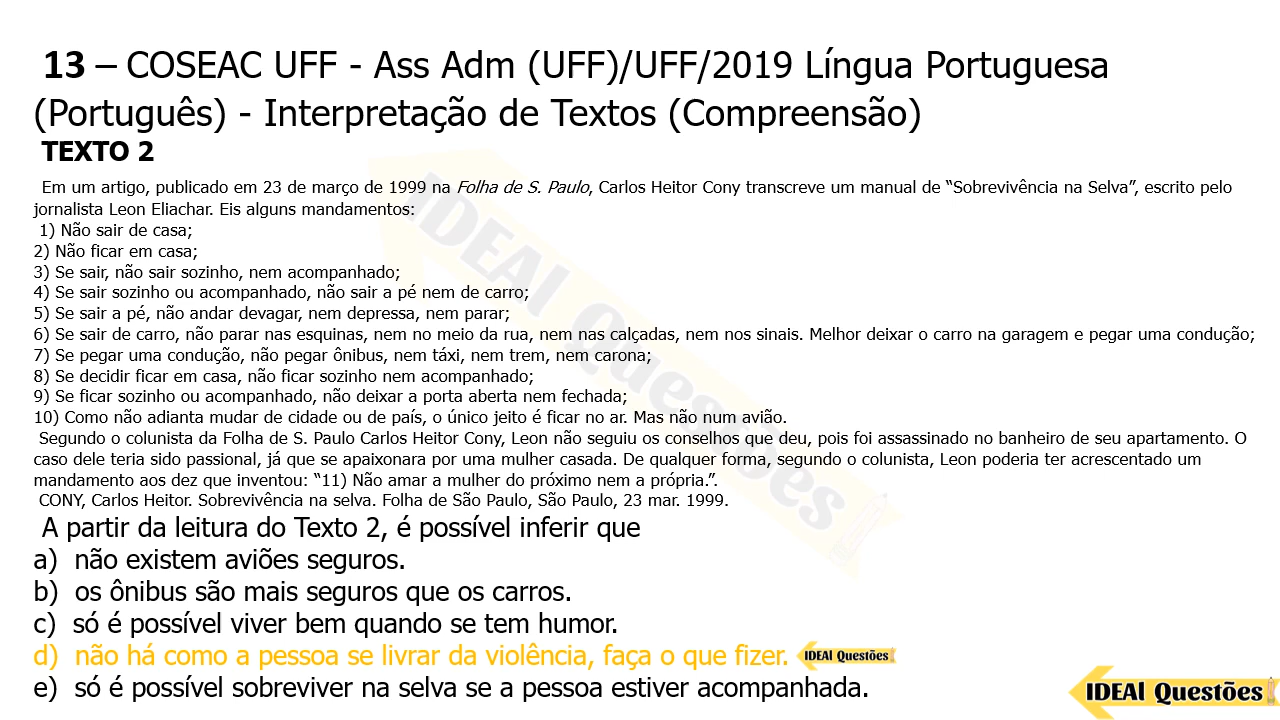 13 – COSEAC UFF - Ass Adm (UFF)/UFF/2019 Língua Portuguesa
(Português) - Interpretação de Textos (Compreensão)
TEXTO 2
Em um artigo, publicado em 23 de março de 1999 na Folha de S. Paulo, Carlos Heitor Cony transcreve um manual de “Sobrevivência na Selva”, escrito pelo
jornalista Leon Eliachar. Eis alguns mandamentos:
1) Não sair de casa;
2) Não ficar em casa;
3) Se sair, não sair sozinho, nem acompanhado;
4) Se sair sozinho ou acompanhado, não sair a pé nem de carro;
5) Se sair a pé, não andar devagar, nem depressa, nem parar;
6) Se sair de carro, não parar nas esquinas, nem no meio da rua, nem nas calçadas, nem nos sinais. Melhor deixar o carro na garagem e pegar uma condução;
7) Se pegar uma condução, não pegar ônibus, nem táxi, nem trem, nem carona;
8) Se decidir ficar em casa, não ficar sozinho nem acompanhado;
9) Se ficar sozinho ou acompanhado, não deixar a porta aberta nem fechada;
10) Como não adianta mudar de cidade ou de país, o único jeito é ficar no ar. Mas não num avião.
Segundo o colunista da Folha de S. Paulo Carlos Heitor Cony, Leon não seguiu os conselhos que deu, pois foi assassinado no banheiro de seu apartamento. O
caso dele teria sido passional, já que se apaixonara por uma mulher casada. De qualquer forma, segundo o colunista, Leon poderia ter acrescentado um
mandamento aos dez que inventou: “11) Não amar a mulher do próximo nem a própria.”.
CONY, Carlos Heitor. Sobrevivência na selva. Folha de São Paulo, São Paulo, 23 mar. 1999.
A partir da leitura do Texto 2, é possível inferir que
a) não existem aviões seguros.
b) os ônibus são mais seguros que os carros.
c) só é possível viver bem quando se tem humor.
d) não há como a pessoa se livrar da violência, faça o que fizer. IDEAl Questões
e) só é possível sobreviver na selva se a pessoa estiver acompanhada.
IDEAl Questões
IDEAl Questões